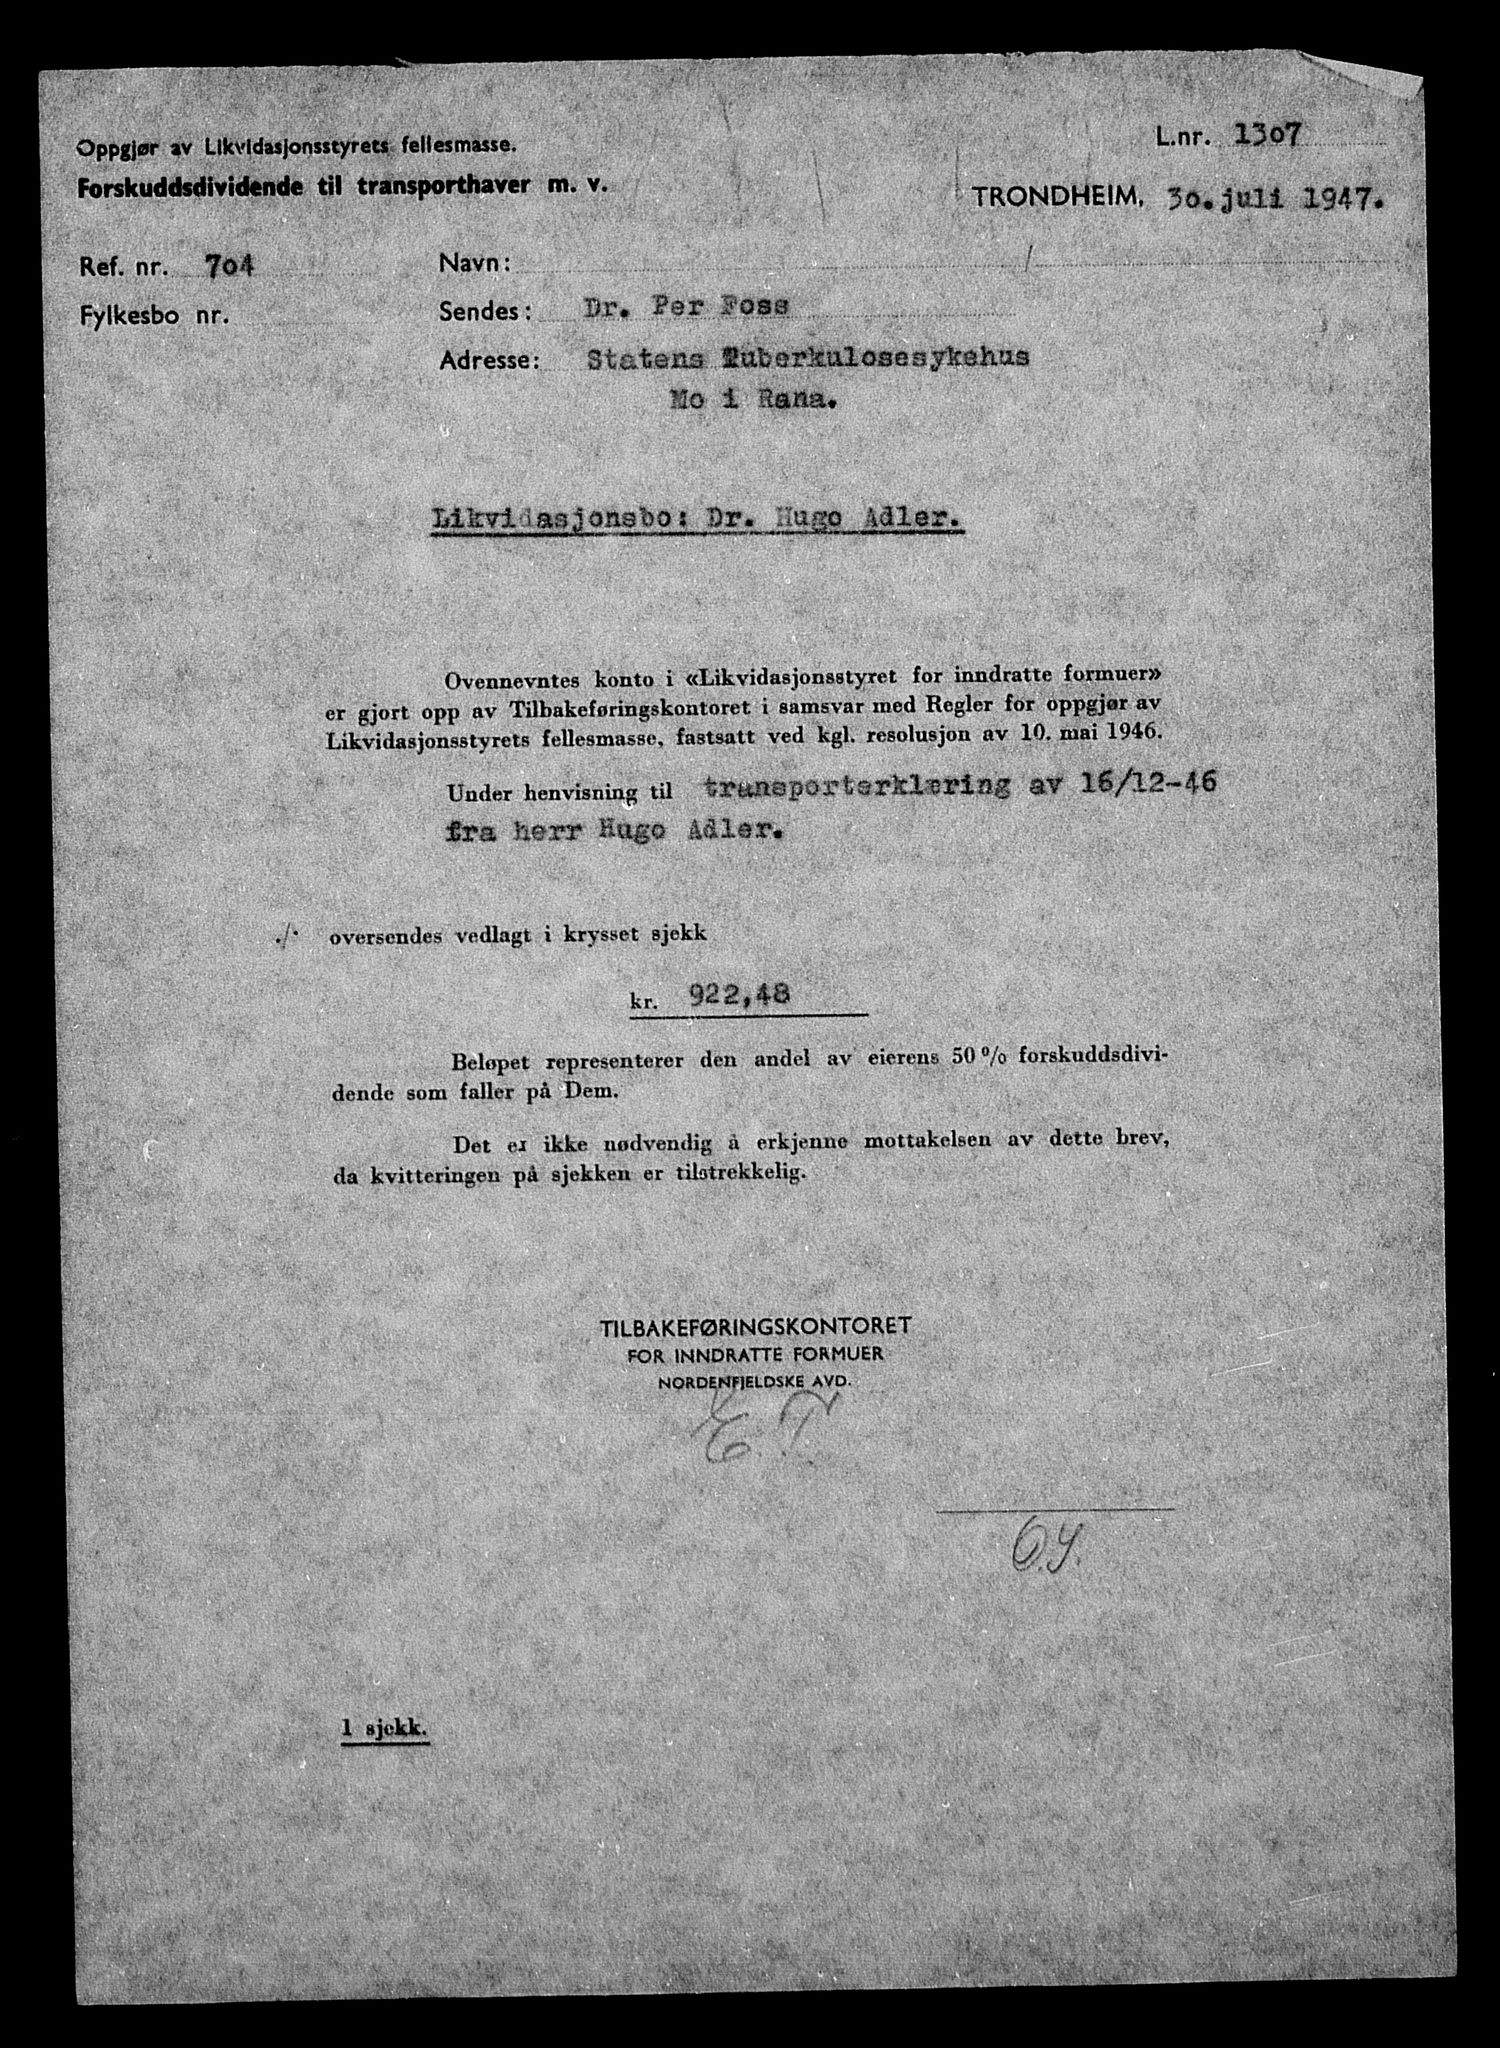 Oppgjør av Likvidasjonsstyrets fellesmasse.
Forskuddsdividende til transporthaver m. v.
L.nr. 1307
TRONDHEIM, 30. juli 1947.
Ref. nr. 704
Fylkesbo nr.
Navn:
Sendes: Dr. Per Foss
Adresse: Statens Tuberkulosesykehus
Mo i Rana.
Likvidasjonsbo: Dr. Hugo Adler.
Ovennevntes konto i «Likvidasjonsstyret for inndratte formuer»
er gjort opp av Tilbakeføringskontoret i samsvar med Regler for oppgjør av
Likvidasjonsstyrets fellesmasse, fastsatt ved kgl. resolusjon av 10. mai 1946.
Under henvisning til transporterklæring av 16/12-46
fra herr Hugo Adler.
./. oversendes vedlagt i krysset sjekk
kr. 922,48
Beløpet representerer den andel av eierens 50 % forskuddsdivi-
dende som faller på Dem.
Det er ikke nødvendig å erkjenne mottakelsen av dette brev,
da kvitteringen på sjekken er tilstrekkelig.
TILBAKEFØRINGSKONTORET
FOR INNDRATTE FORMUER
NORDENFJELDSKE AVD.
E. T.
1 sjekk.